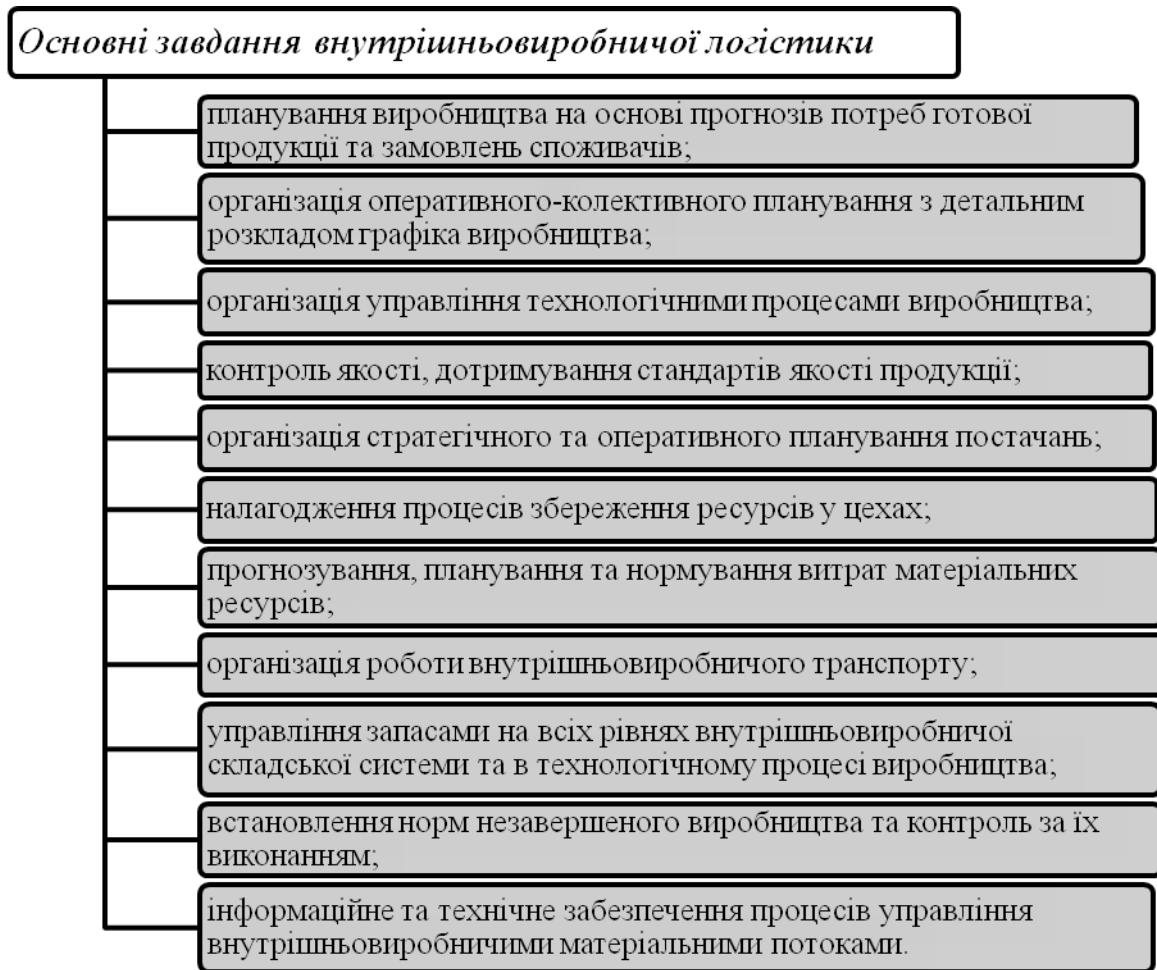 Основні завдання внутрішньовиробничої логістики
планування виробництва на основі прогнозів потреб готової
продукції та замовлень споживачів;
організація оперативного-колективного планування з детальним
розкладом графіка виробництва;
організація управління технологічними процесами виробництва;
контроль якості, дотримування стандартів якості продукції;
організація стратегічного та оперативного планування постачань;
налагодження процесів збереження ресурсів у цехах;
прогнозування, планування та нормування витрат матеріальних
ресурсів;
організація роботи внутрішньовиробничого транспорту;
управління запасами на всіх рівнях внутрішньовиробничої
складської системи та в технологічному процесі виробництва;
встановлення норм незавершеного виробництва та контроль за їх
виконанням;
інформаційне та технічне забезпечення процесів управління
внутрішньовиробничими матеріальними потоками.